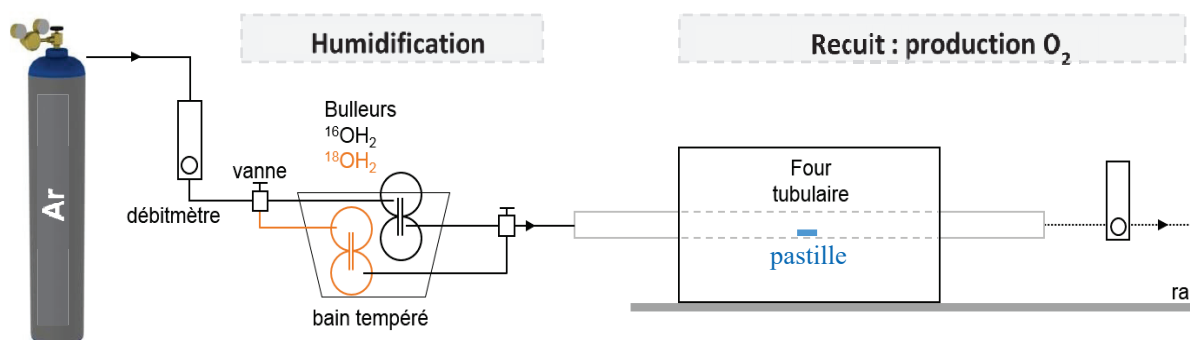 Humidification
Recuit : production O₂
Ar
Bulleurs
¹⁶OH₂
¹⁸OH₂
vanne
débitmètre
bain tempéré
Four
tubulaire
pastille
ra